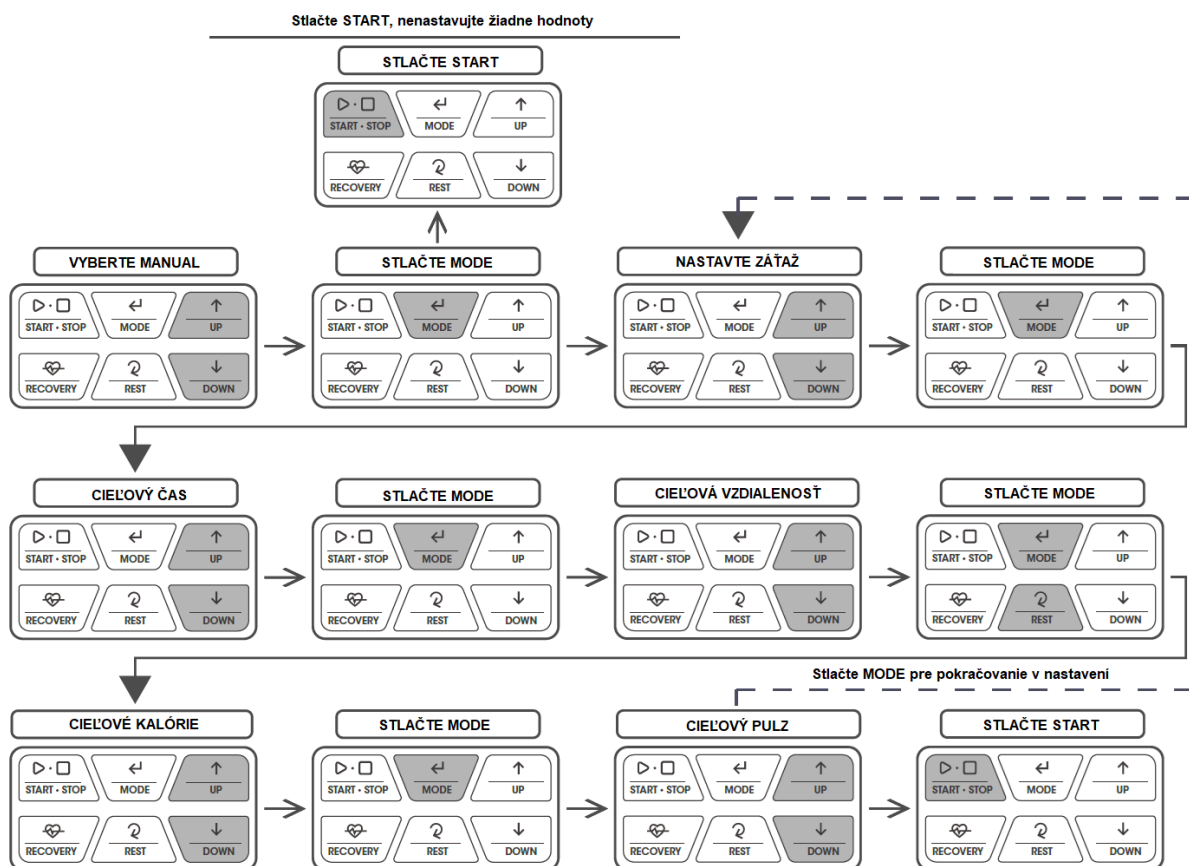 Stlačte START, nenastavujte žiadne hodnoty
STLAČTE START
START • STOP MODE UP
RECOVERY REST DOWN
VYBERTE MANUAL STLAČTE MODE NASTAVTE ZÁŤAŽ STLAČTE MODE
START • STOP MODE UP START • STOP MODE UP START • STOP MODE UP START • STOP MODE UP
RECOVERY REST DOWN RECOVERY REST DOWN RECOVERY REST DOWN RECOVERY REST DOWN
CIEĽOVÝ ČAS STLAČTE MODE CIEĽOVÁ VZDIALENOSŤ STLAČTE MODE
START • STOP MODE UP START • STOP MODE UP START • STOP MODE UP START • STOP MODE UP
RECOVERY REST DOWN RECOVERY REST DOWN RECOVERY REST DOWN RECOVERY REST DOWN
Stlačte MODE pre pokračovanie v nastavení
CIEĽOVÉ KALÓRIE STLAČTE MODE CIEĽOVÝ PULZ STLAČTE START
START • STOP MODE UP START • STOP MODE UP START • STOP MODE UP START • STOP MODE UP
RECOVERY REST DOWN RECOVERY REST DOWN RECOVERY REST DOWN RECOVERY REST DOWN